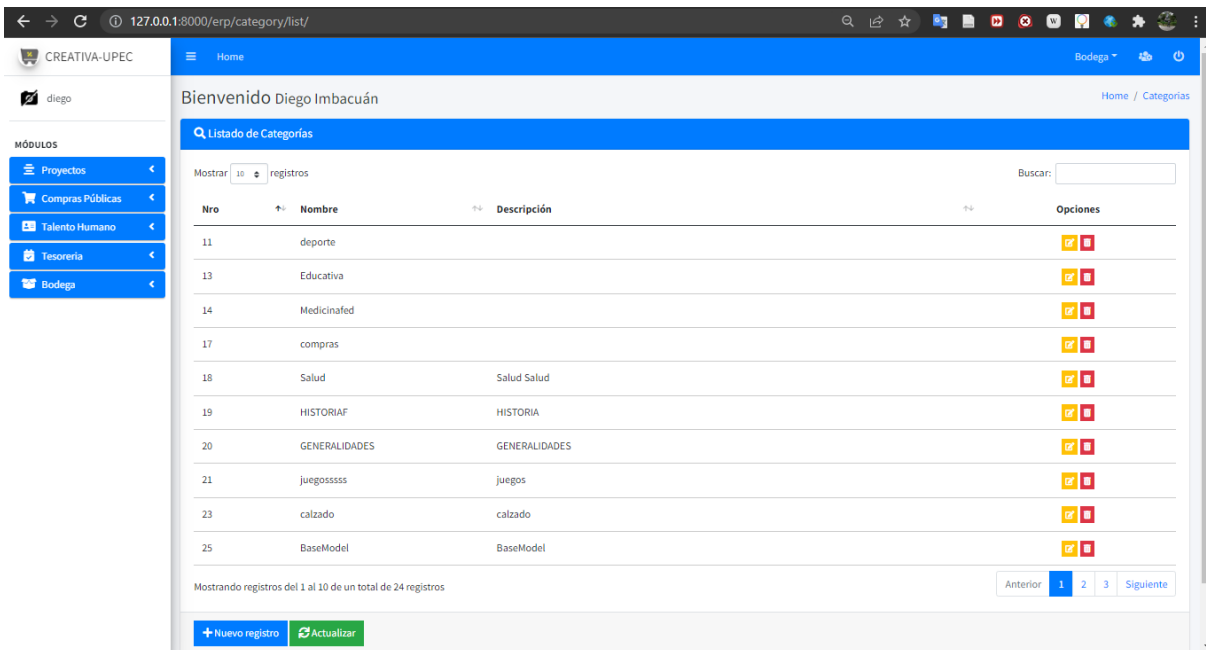 127.0.0.1:8000/erp/category/list/
CREATIVA-UPEC
Home
Bodega
diego
Bienvenido Diego Imbacuán
Home / Categorias
MÓDULOS
Proyectos
Compras Públicas
Talento Humano
Tesoreria
Bodega
Listado de Categorías
Mostrar 10 registros
Buscar:
Nro Nombre Descripción Opciones
11 deporte
13 Educativa
14 Medicinafed
17 compras
18 Salud Salud Salud
19 HISTORIAF HISTORIA
20 GENERALIDADES GENERALIDADES
21 juegosssss juegos
23 calzado calzado
25 BaseModel BaseModel
Mostrando registros del 1 al 10 de un total de 24 registros
Anterior 1 2 3 Siguiente
+Nuevo registro Actualizar